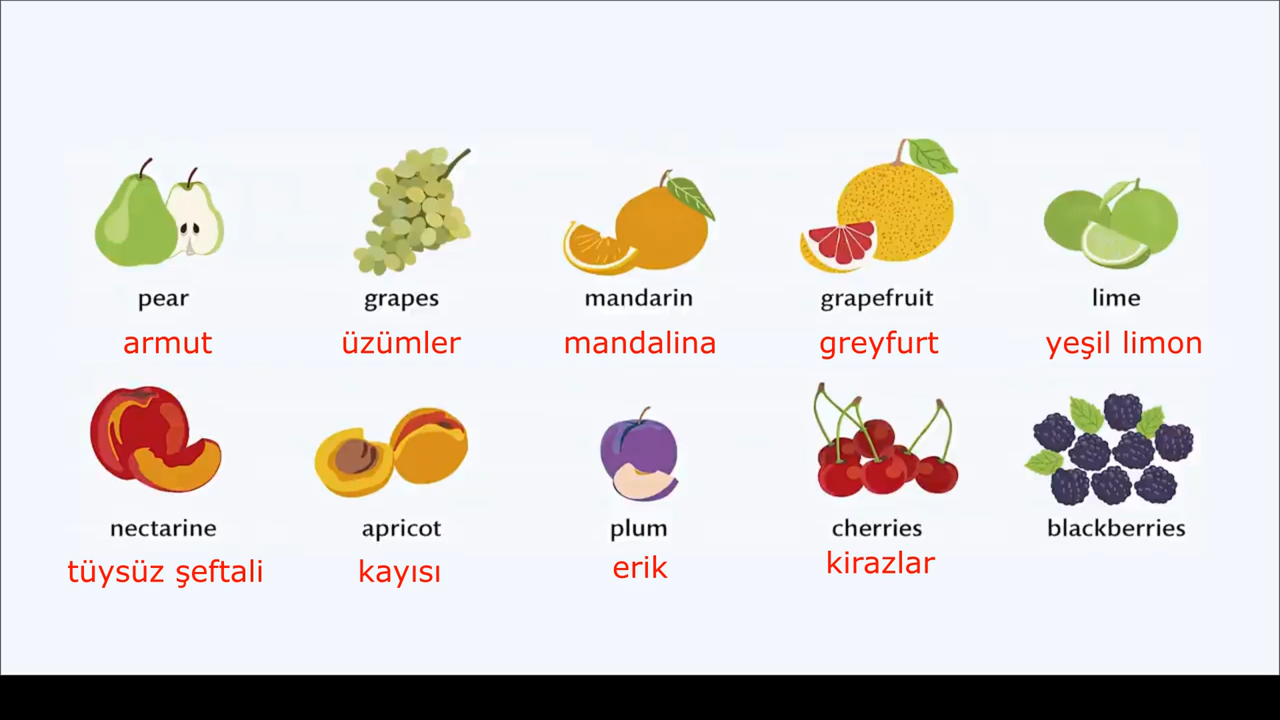 pear grapes mandarin grapefruit lime
armut üzümler mandalina greyfurt yeşil limon
nectarine apricot plum cherries blackberries
tüysüz şeftali kayısı erik kirazlar